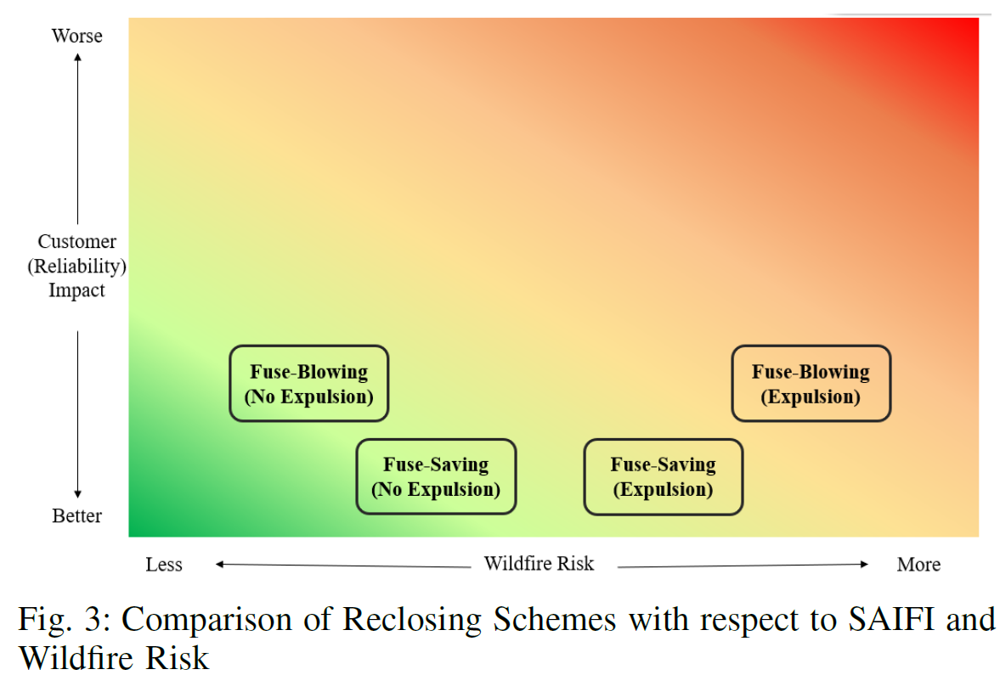 Worse
Customer
(Reliability)
Impact
Better
Fuse-Blowing
(No Expulsion)
Fuse-Blowing
(Expulsion)
Fuse-Saving
(No Expulsion)
Fuse-Saving
(Expulsion)
Less
Wildfire Risk
More
Fig. 3: Comparison of Reclosing Schemes with respect to SAIFI and
Wildfire Risk